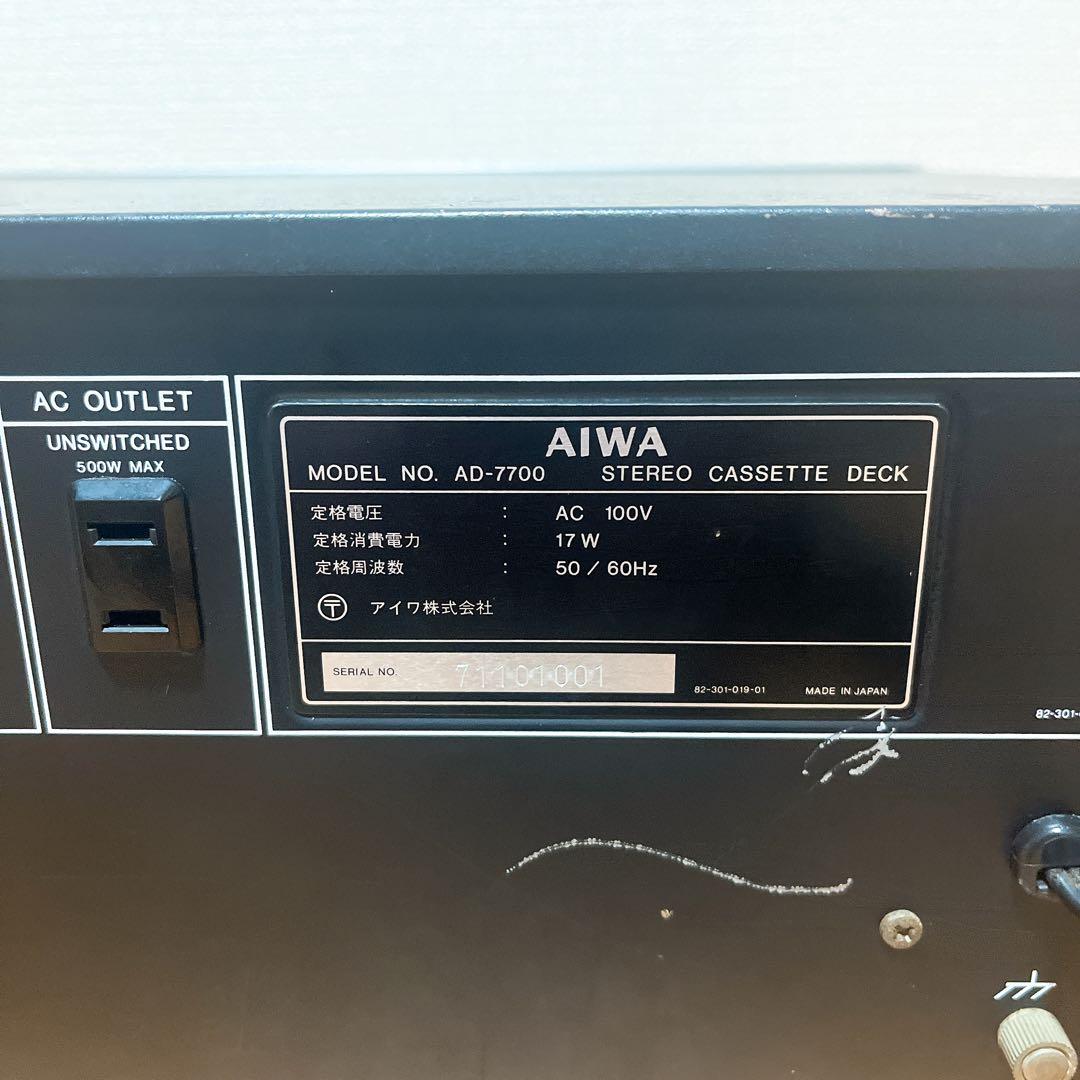 AC OUTLET
UNSWITCHED
500W MAX
AIWA
MODEL NO. AD-7700 STEREO CASSETTE DECK
定格電圧 : AC 100V
定格消費電力 : 17 W
定格周波数 : 50 / 60Hz
〒 アイワ株式会社
SERIAL NO. 71101001
82-301-019-01 MADE IN JAPAN
82-301-